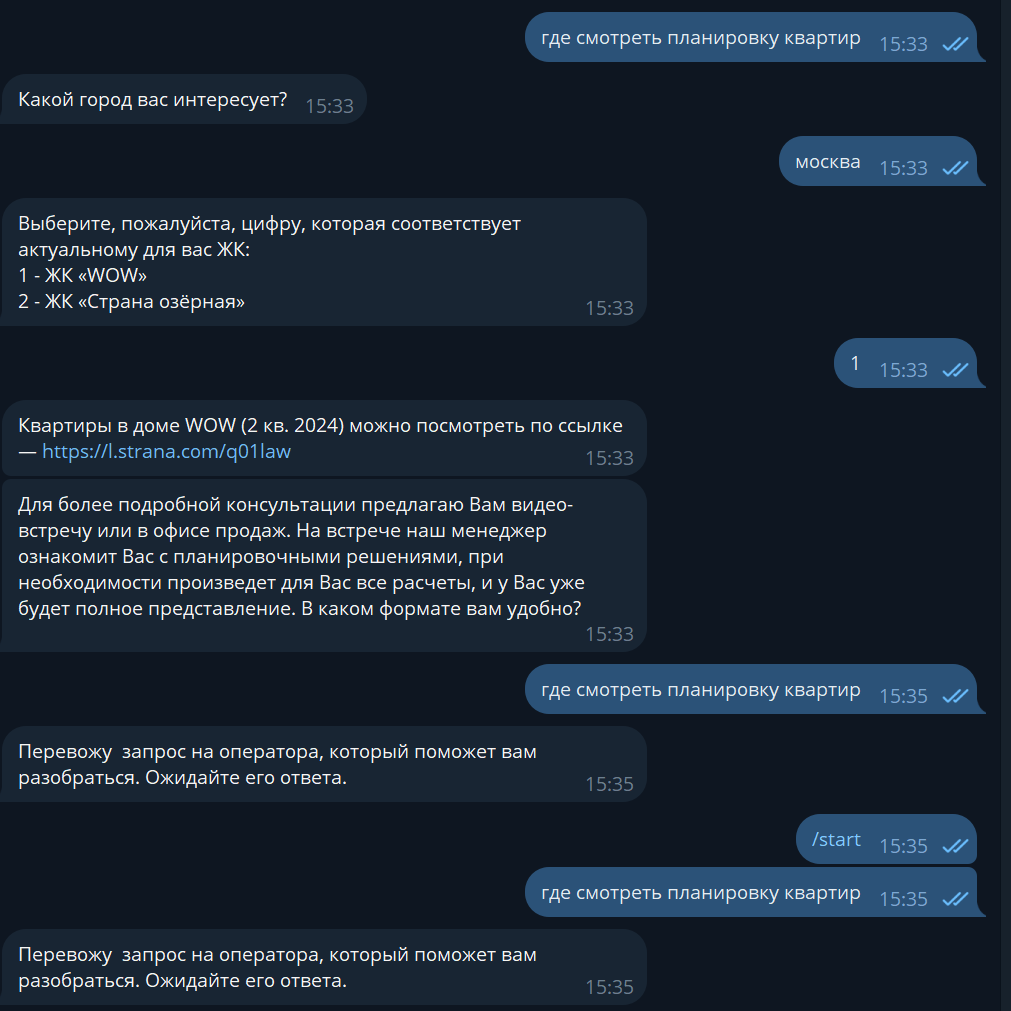 где смотреть планировку квартир 15:33
Какой город вас интересует? 15:33
москва 15:33
Выберите, пожалуйста, цифру, которая соответствует
актуальному для вас ЖК:
1 - ЖК «WOW»
2 - ЖК «Страна озёрная»
15:33
1 15:33
Квартиры в доме WOW (2 кв. 2024) можно посмотреть по ссылке
— https://l.strana.com/q01law
15:33
Для более подробной консультации предлагаю Вам видео-
встречу или в офисе продаж. На встрече наш менеджер
ознакомит Вас с планировочными решениями, при
необходимости произведет для Вас все расчеты, и у Вас уже
будет полное представление. В каком формате вам удобно?
15:33
где смотреть планировку квартир 15:35
Перевожу  запрос на оператора, который поможет вам
разобраться. Ожидайте его ответа.
15:35
/start 15:35
где смотреть планировку квартир 15:35
Перевожу  запрос на оператора, который поможет вам
разобраться. Ожидайте его ответа.
15:35